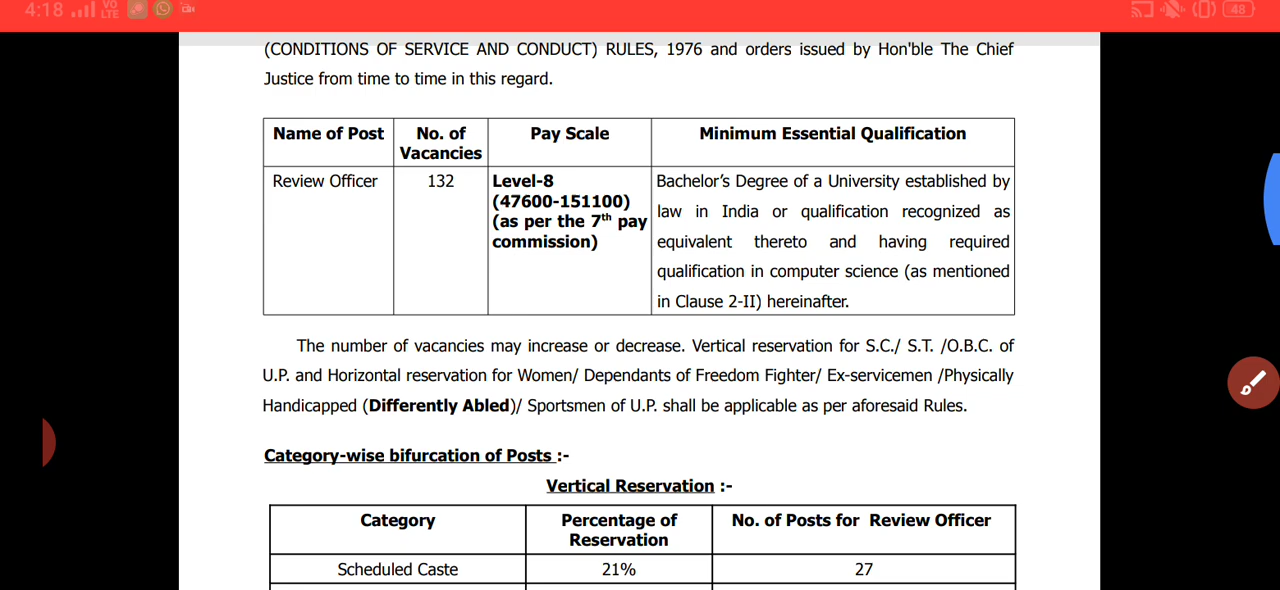 4:18 VO LTE 48
(CONDITIONS OF SERVICE AND CONDUCT) RULES, 1976 and orders issued by Hon'ble The Chief
Justice from time to time in this regard.
Name of Post No. of Vacancies Pay Scale Minimum Essential Qualification
Review Officer 132 Level-8
(47600-151100)
(as per the 7th pay
commission)
Bachelor’s Degree of a University established by
law in India or qualification recognized as
equivalent thereto and having required
qualification in computer science (as mentioned
in Clause 2-II) hereinafter.
The number of vacancies may increase or decrease. Vertical reservation for S.C./ S.T. /O.B.C. of
U.P. and Horizontal reservation for Women/ Dependants of Freedom Fighter/ Ex-servicemen /Physically
Handicapped (Differently Abled)/ Sportsmen of U.P. shall be applicable as per aforesaid Rules.
Category-wise bifurcation of Posts :-
Vertical Reservation :-
Category Percentage of Reservation No. of Posts for Review Officer
Scheduled Caste 21% 27